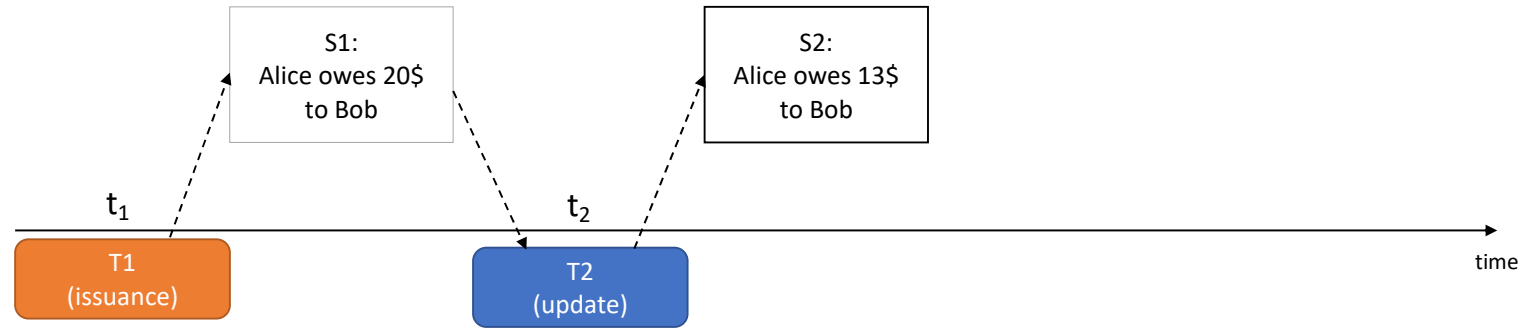 S1:
Alice owes 20$
to Bob
S2:
Alice owes 13$
to Bob
t₁
t₂
time
T1
(issuance)
T2
(update)